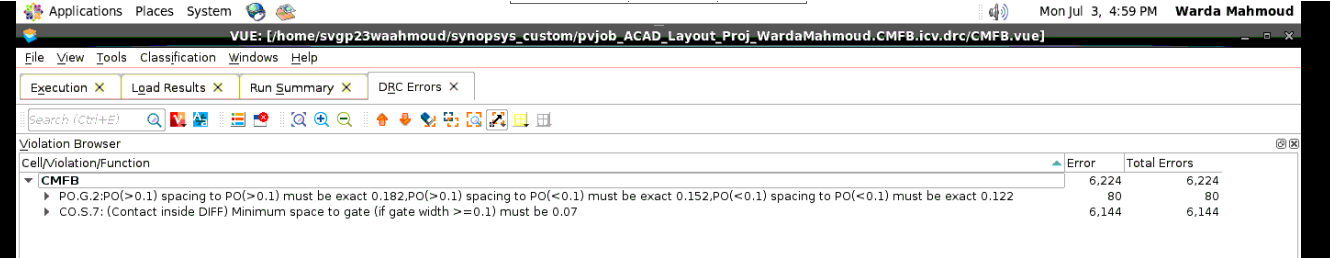 Applications Places System Mon Jul 3, 4:59 PM Warda Mahmoud
VUE: [/home/svgp23waahmoud/synopsys_custom/pvjob_ACAD_Layout_Proj_WardaMahmoud.CMFB.icv.drc/CMFB.vue]
File View Tools Classification Windows Help
Execution Load Results Run Summary DRC Errors
Search (Ctrl+E)
Violation Browser
Cell/Violation/Function Error Total Errors
CMFB 6,224 6,224
PO.G.2:PO(>0.1) spacing to PO(>0.1) must be exact 0.182,PO(>0.1) spacing to PO(<0.1) must be exact 0.152,PO(<0.1) spacing to PO(<0.1) must be exact 0.122 80 80
CO.S.7: (Contact inside DIFF) Minimum space to gate (if gate width >=0.1) must be 0.07 6,144 6,144